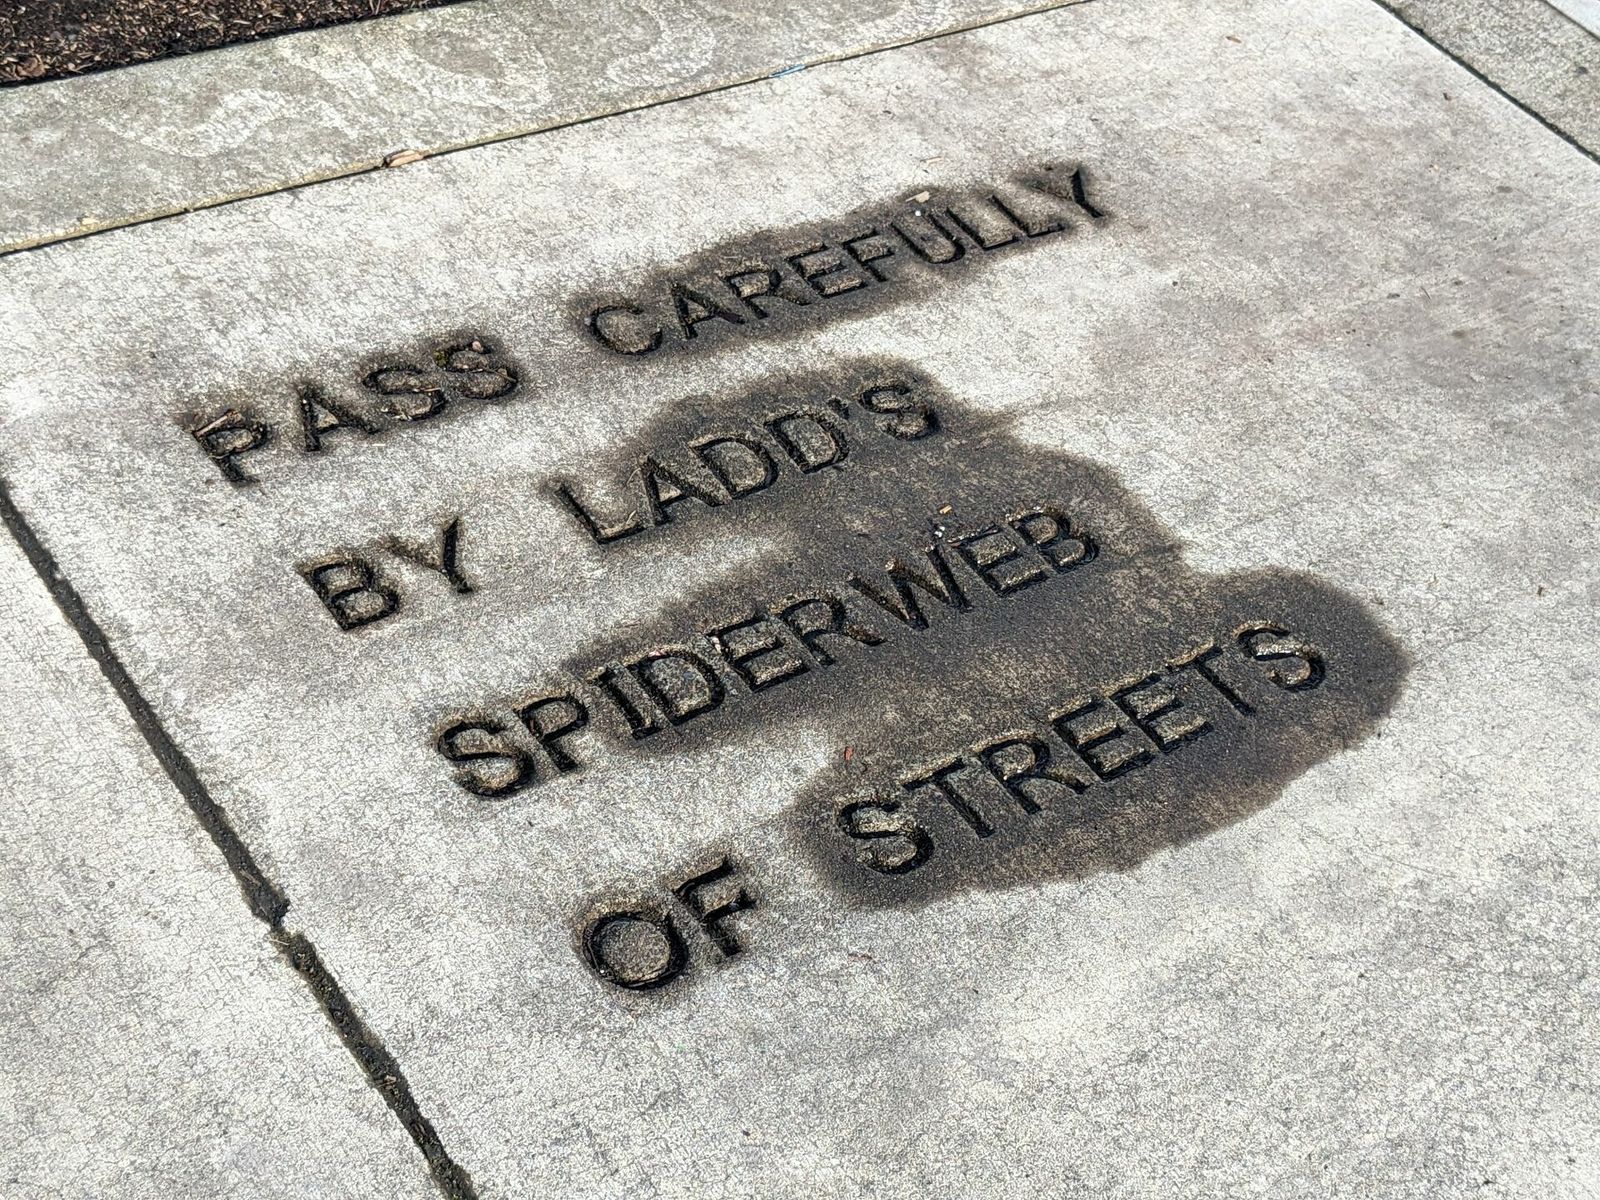 PASS CAREFULLY
BY LADD'S
SPIDERWEB
OF STREETS